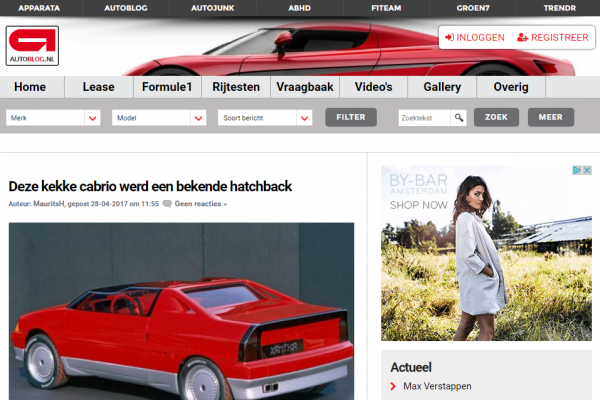 APPARATA AUTOBLOG AUTOJUNK ABHD F1TEAM GROEN7 TRENDR
AUTOBLOG.NL
INLOGGEN REGISTREER
Home Lease Formule1 Rijtesten Vraagbaak Video's Gallery Overig
Merk Model Soort bericht FILTER Zoektekst ZOEK MEER
Deze kekke cabrio werd een bekende hatchback
Auteur: MauritsH, gepost 28-04-2017 om 11:55 Geen reacties »
BY-BAR
AMSTERDAM
SHOP NOW
Actueel
Max Verstappen